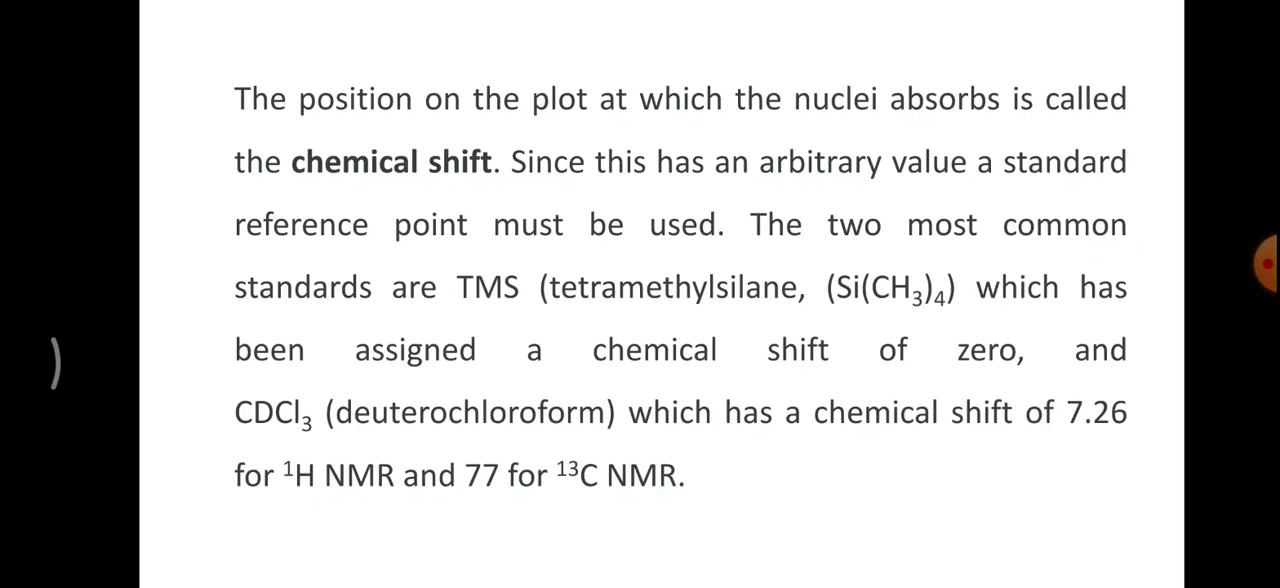 The position on the plot at which the nuclei absorbs is called
the chemical shift. Since this has an arbitrary value a standard
reference point must be used. The two most common
standards are TMS (tetramethylsilane, (Si(CH₃)₄) which has
been assigned a chemical shift of zero, and
CDCl₃ (deuterochloroform) which has a chemical shift of 7.26
for ¹H NMR and 77 for ¹³C NMR.